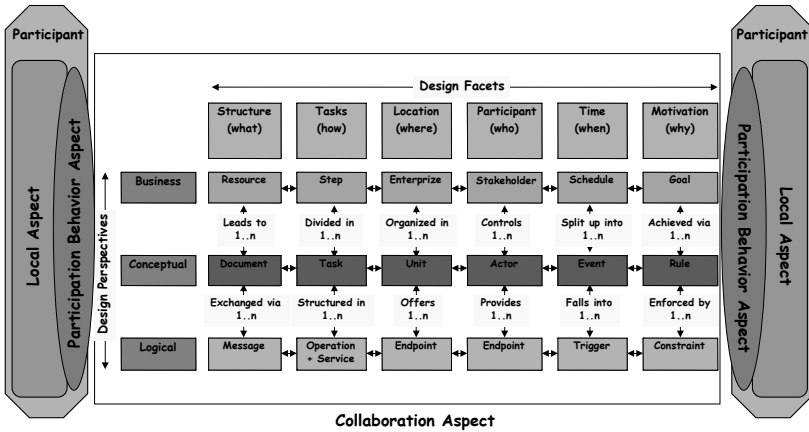 Participant
Local Aspect
Participation Behavior Aspect
Design Facets
Structure
(what)
Tasks
(how)
Location
(where)
Participant
(who)
Time
(when)
Motivation
(why)
Design Perspectives
Business
Resource
Step
Enterprize
Stakeholder
Schedule
Goal
Leads to
1..n
Divided in
1..n
Organized in
1..n
Controls
1..n
Split up into
1..n
Achieved via
1..n
Conceptual
Document
Task
Unit
Actor
Event
Rule
Exchanged via
1..n
Structured in
1..n
Offers
1..n
Provides
1..n
Falls into
1..n
Enforced by
1..n
Logical
Message
Operation
+ Service
Endpoint
Endpoint
Trigger
Constraint
Collaboration Aspect
Participant
Participation Behavior Aspect
Local Aspect